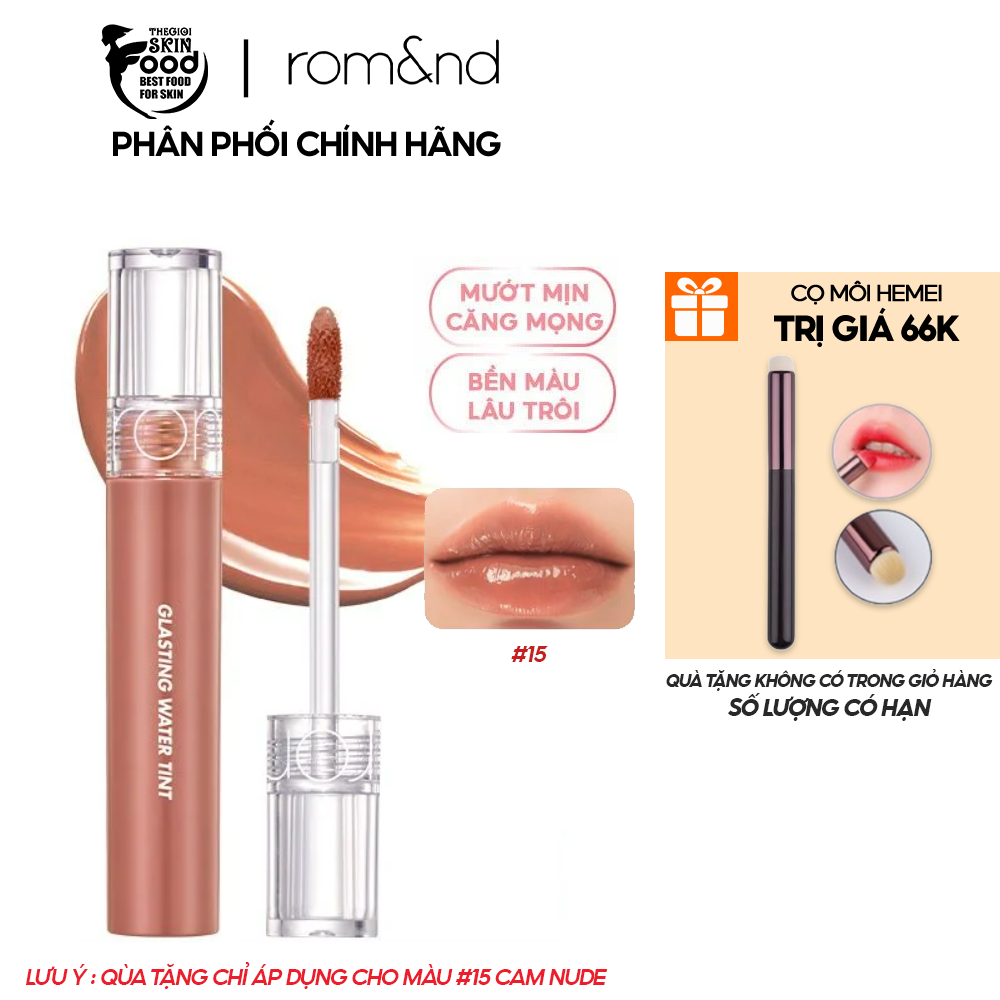 THEGIOI
SKIN
Food
BEST FOOD
FOR SKIN
rom&nd
PHÂN PHỐI CHÍNH HÃNG
MƯỚT MỊN
CĂNG MỌNG
BỀN MÀU
LÂU TRÔI
CỌ MÔI HEMEI
TRỊ GIÁ 66K
rom
GLASTING WATER TINT
#15
QUÀ TẶNG KHÔNG CÓ TRONG GIỎ HÀNG
SỐ LƯỢNG CÓ HẠN
LƯU Ý : QÙA TẶNG CHỈ ÁP DỤNG CHO MÀU #15 CAM NUDE